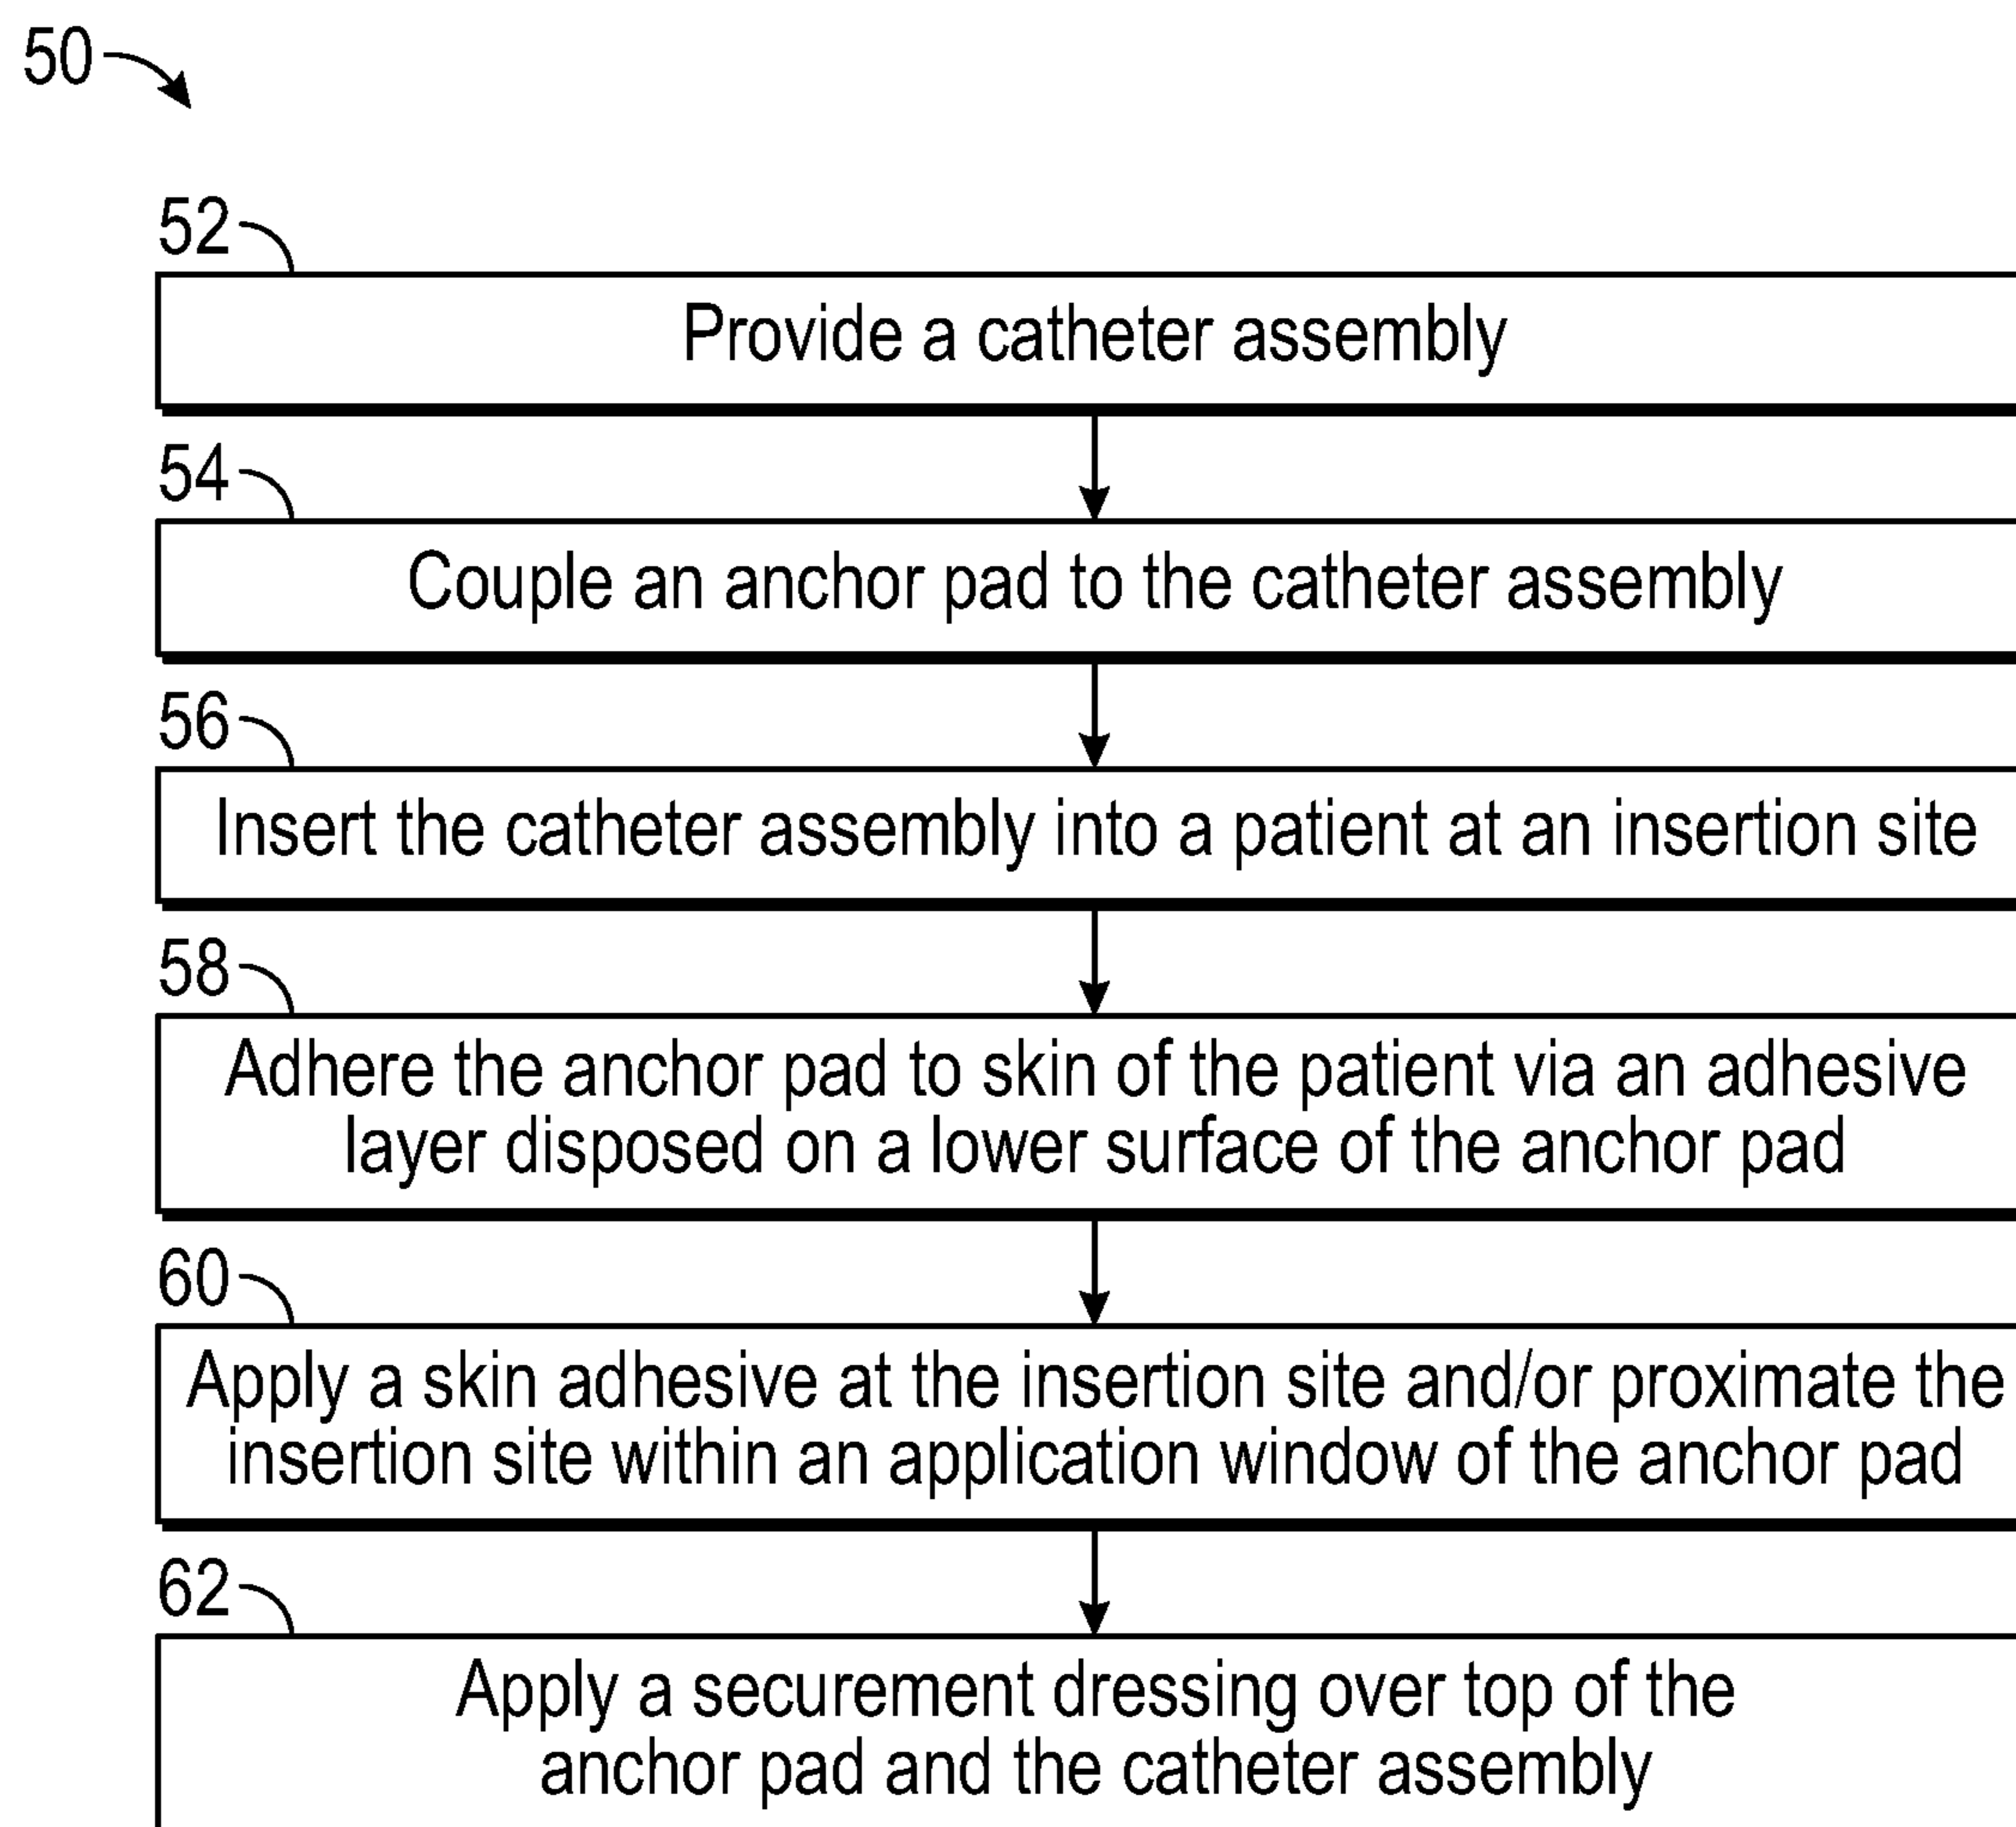 50
52
Provide a catheter assembly
54
Couple an anchor pad to the catheter assembly
56
Insert the catheter assembly into a patient at an insertion site
58
Adhere the anchor pad to skin of the patient via an adhesive
layer disposed on a lower surface of the anchor pad
60
Apply a skin adhesive at the insertion site and/or proximate the
insertion site within an application window of the anchor pad
62
Apply a securement dressing over top of the
anchor pad and the catheter assembly